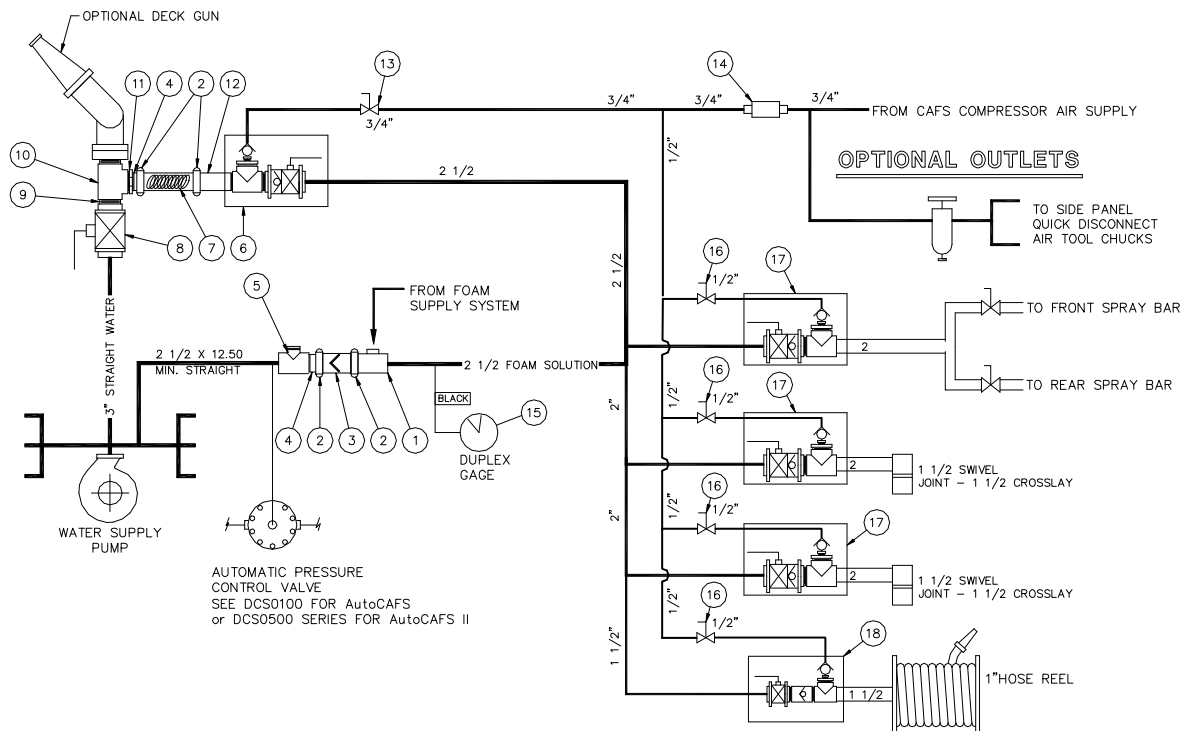 OPTIONAL DECK GUN
13
14
11
4
2
12
3/4"
3/4"
3/4"
3/4"
FROM CAFS COMPRESSOR AIR SUPPLY
1/2"
OPTIONAL OUTLETS
10
2 1/2
9
TO SIDE PANEL
QUICK DISCONNECT
AIR TOOL CHUCKS
8
7
6
16
17
5
2 1/2
1/2"
FROM FOAM
SUPPLY SYSTEM
TO FRONT SPRAY BAR
3" STRAIGHT WATER
2 1/2 X 12.50
MIN. STRAIGHT
2
2 1/2 FOAM SOLUTION
16
17
TO REAR SPRAY BAR
BLACK
15
4
2
3
2
1
2"
1/2"
1/2"
DUPLEX
GAGE
2
1 1/2 SWIVEL
JOINT - 1 1/2 CROSSLAY
16
WATER SUPPLY
PUMP
2"
1/2"
1/2"
17
AUTOMATIC PRESSURE
CONTROL VALVE
SEE DCS0100 FOR AutoCAFS
or DCS0500 SERIES FOR AutoCAFS II
2
1 1/2 SWIVEL
JOINT - 1 1/2 CROSSLAY
16
1/2"
1/2"
18
1 1/2"
1 1/2
1"HOSE REEL